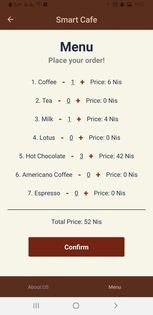 Smart Cafe
Menu
Please your order!
1. Coffee - 1 + Price: 6 Nis
2. Tea - 0 + Price: 0 Nis
3. Milk - 1 + Price: 4 Nis
4. Lotus - 0 + Price: 0 Nis
5. Hot Chocolate - 3 + Price: 42 Nis
6. Americano Coffee - 0 + Price: 0 Nis
7. Espresso - 0 + Price: 0 Nis
Total Price: 52 Nis
Confirm
About US Menu